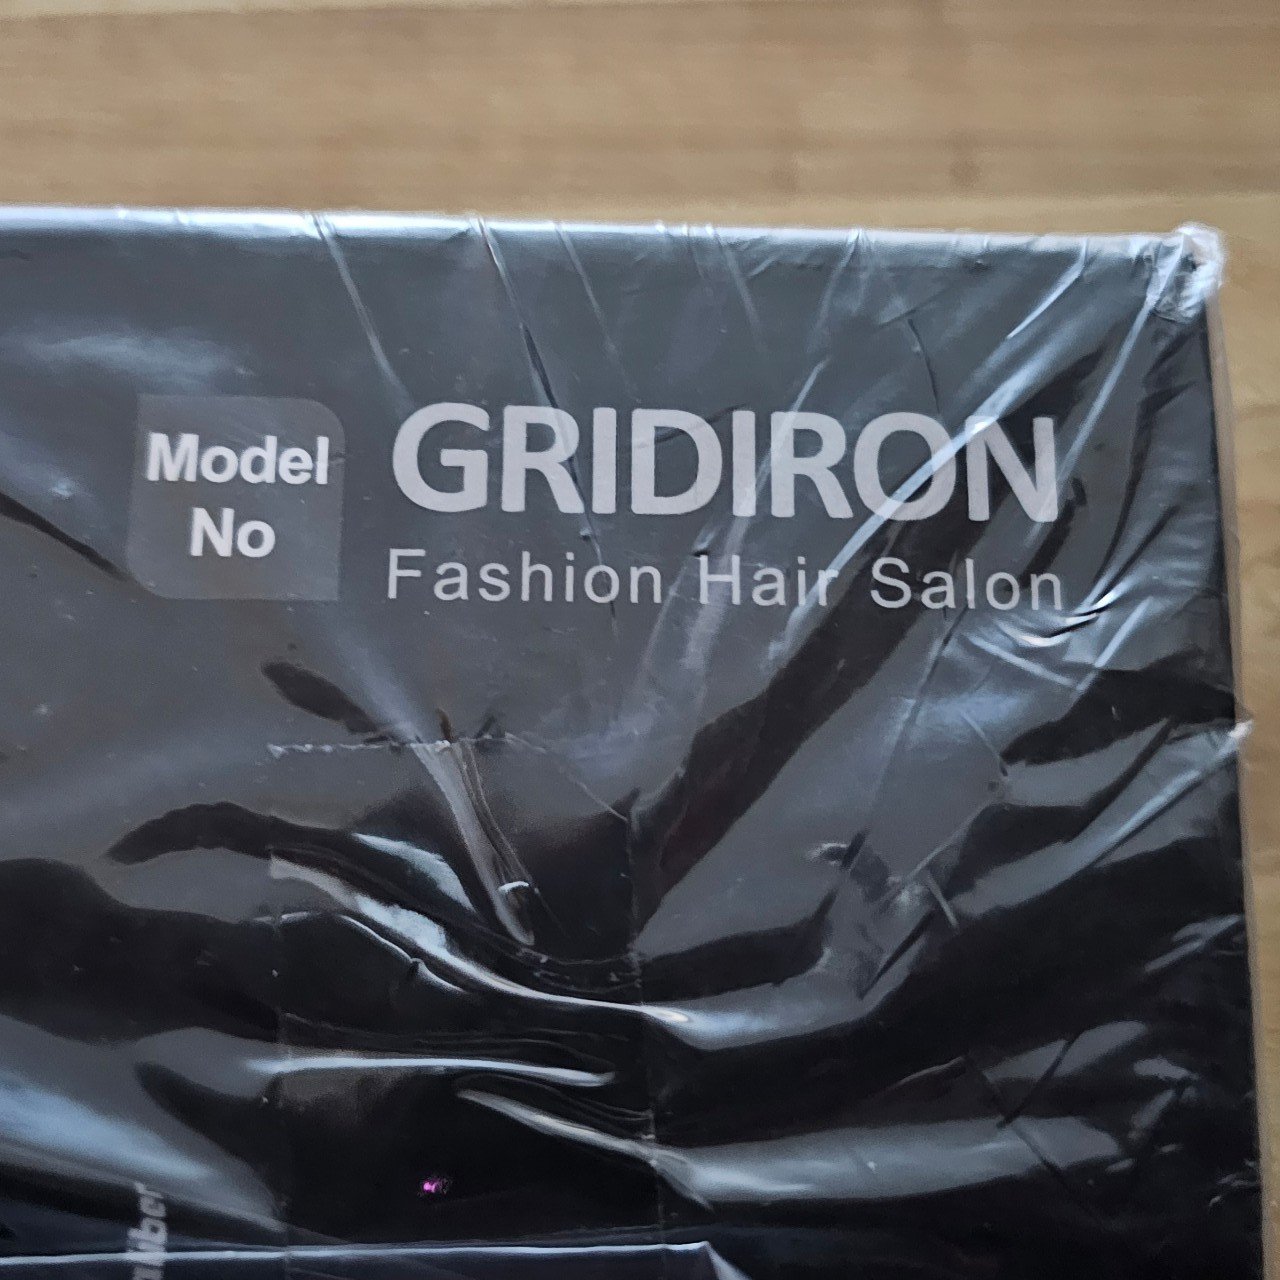 Model
No
GRIDIRON
Fashion Hair Salon